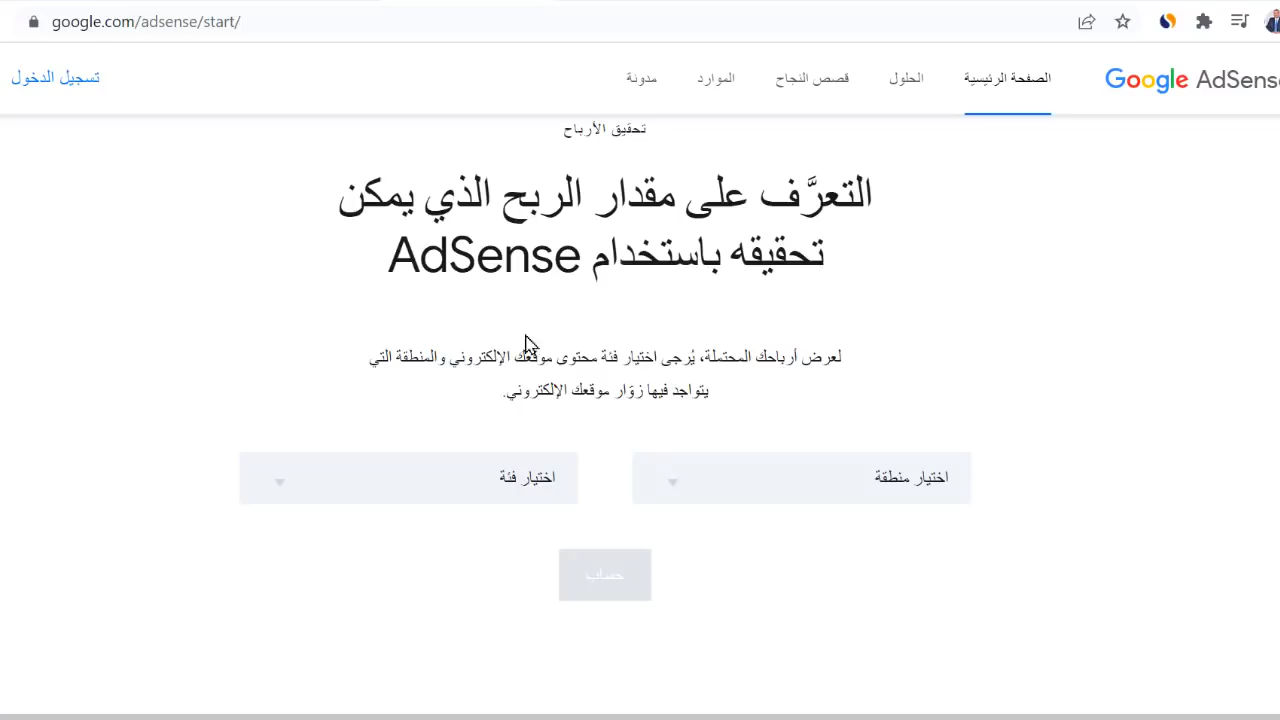 google.com/adsense/start/
Google AdSens
الصفحة الرئيسية
الحلول
قصص النجاح
الموارد
مدونة
تسجيل الدخول
تحقيق الأرباح
التعرَّف على مقدار الربح الذي يمكن
تحقيقه باستخدام AdSense
لعرض أرباحك المحتملة، يُرجى اختيار فئة محتوى موقعك الإلكتروني والمنطقة التي
يتواجد فيها زوّار موقعك الإلكتروني.
اختيار منطقة
اختيار فئة
حساب